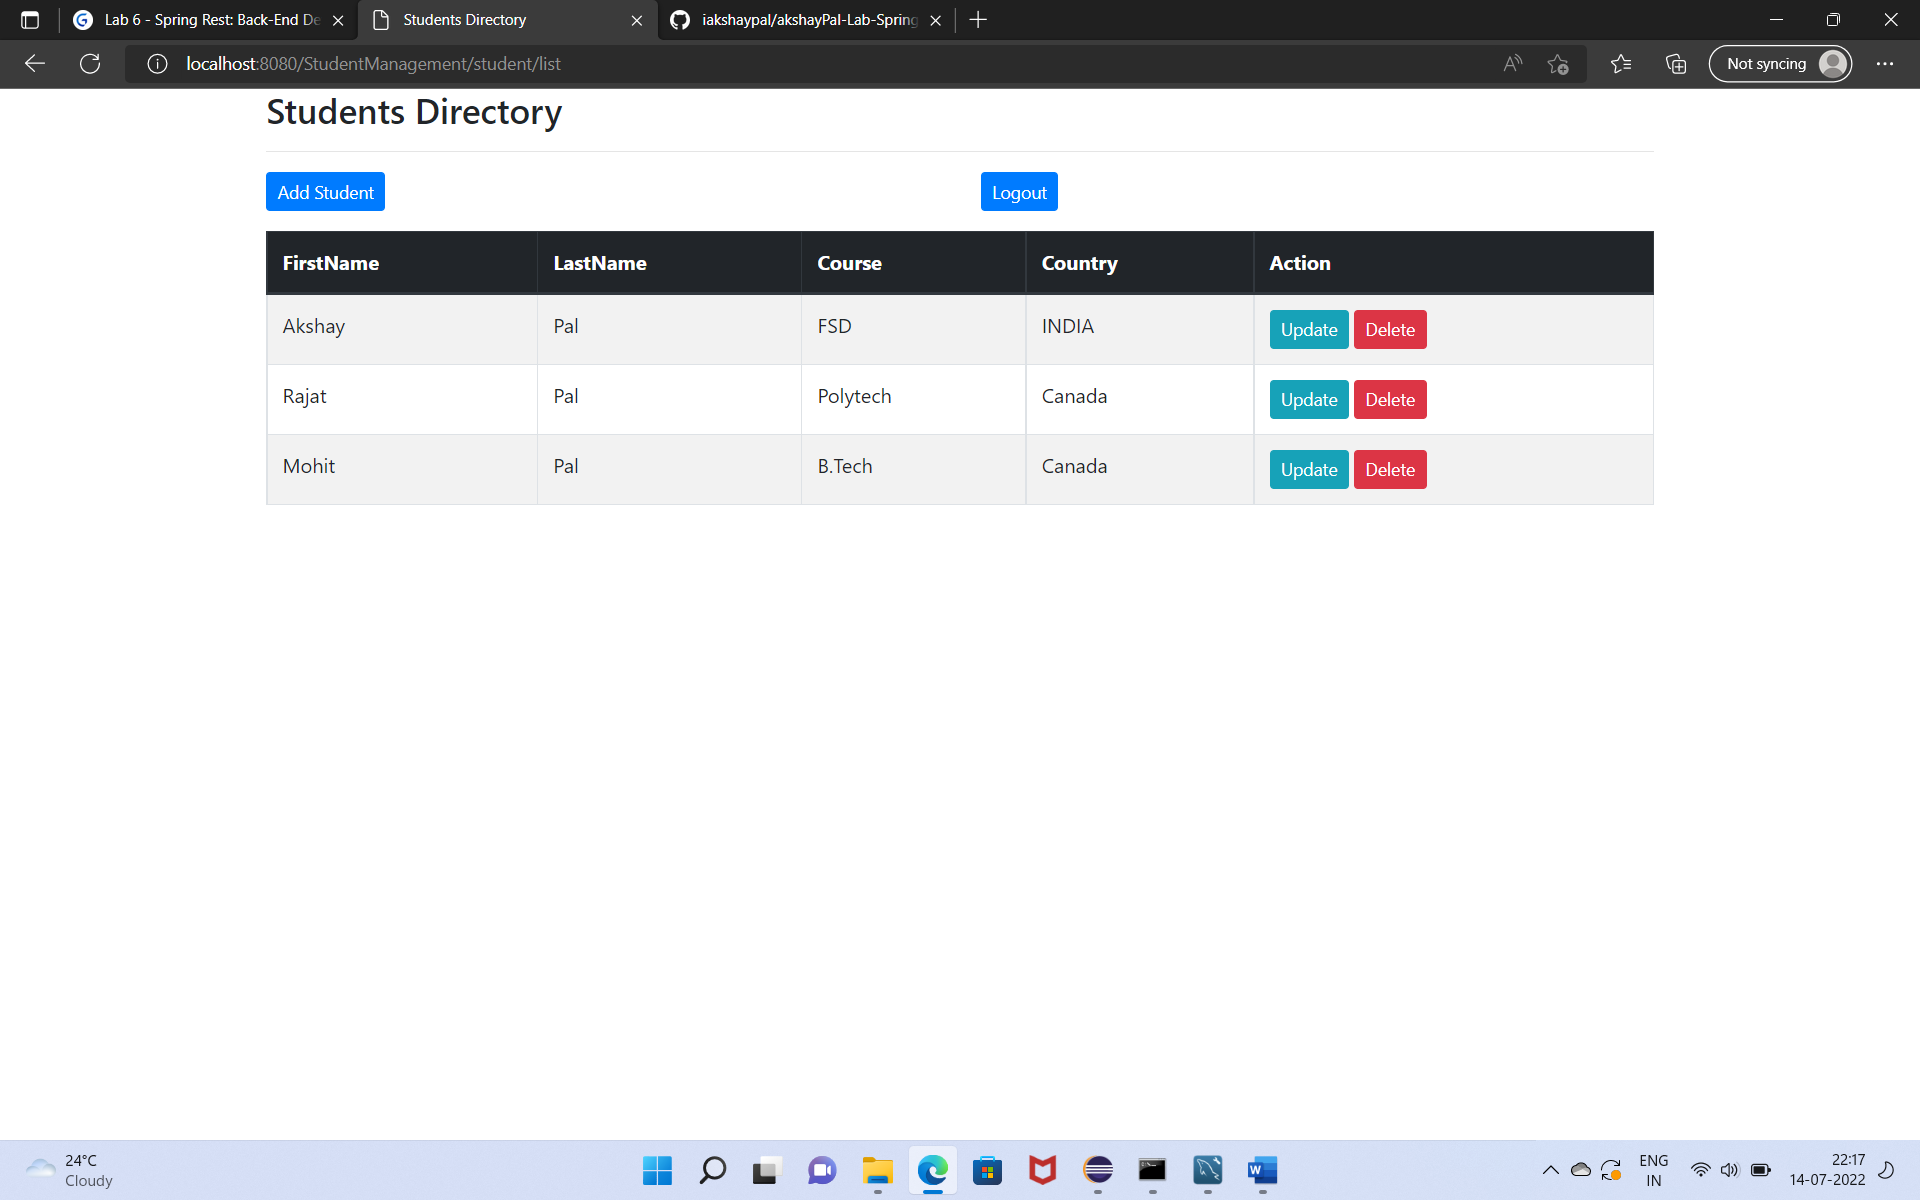 Lab 6 - Spring Rest: Back-End De
Students Directory
iakshaypal/akshayPal-Lab-Spring
localhost:8080/StudentManagement/student/list
Not syncing
Students Directory
Add Student
Logout
FirstName LastName Course Country Action
Akshay Pal FSD INDIA Update Delete
Rajat Pal Polytech Canada Update Delete
Mohit Pal B.Tech Canada Update Delete
24°C
Cloudy
ENG
IN
22:17
14-07-2022